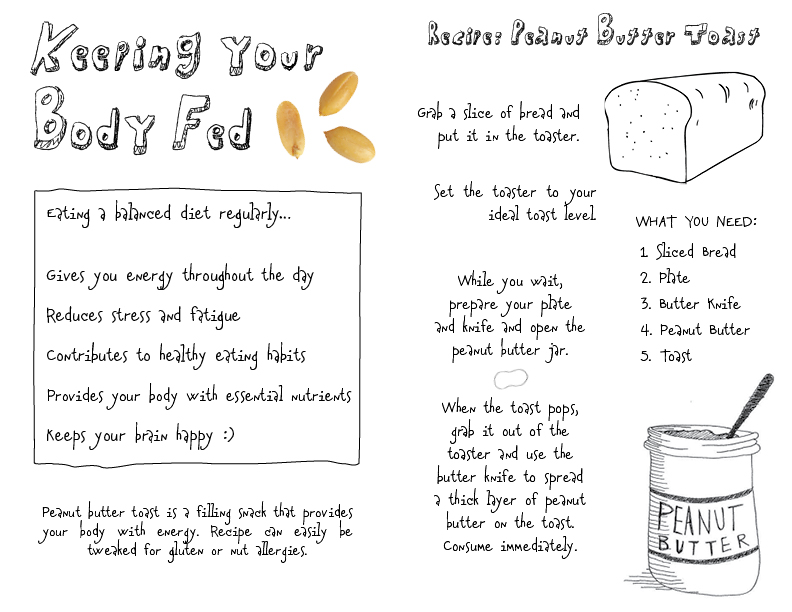 Keeping Your
Body Fed
Eating a balanced diet regularly...
Gives you energy throughout the day
Reduces stress and fatigue
Contributes to healthy eating habits
Provides your body with essential nutrients
Keeps your brain happy :)
Peanut butter toast is a filling snack that provides
your body with energy. Recipe can easily be
tweaked for gluten or nut allergies.
Recipe: Peanut Butter Toast
Grab a slice of bread and
put it in the toaster.
Set the toaster to your
ideal toast level.
While you wait,
prepare your plate
and knife and open the
peanut butter jar.
When the toast pops,
grab it out of the
toaster and use the
butter knife to spread
a thick layer of peanut
butter on the toast.
Consume immediately.
WHAT YOU NEED:
1. Sliced Bread
2. Plate
3. Butter Knife
4. Peanut Butter
5. Toast
PEANUT
BUTTER